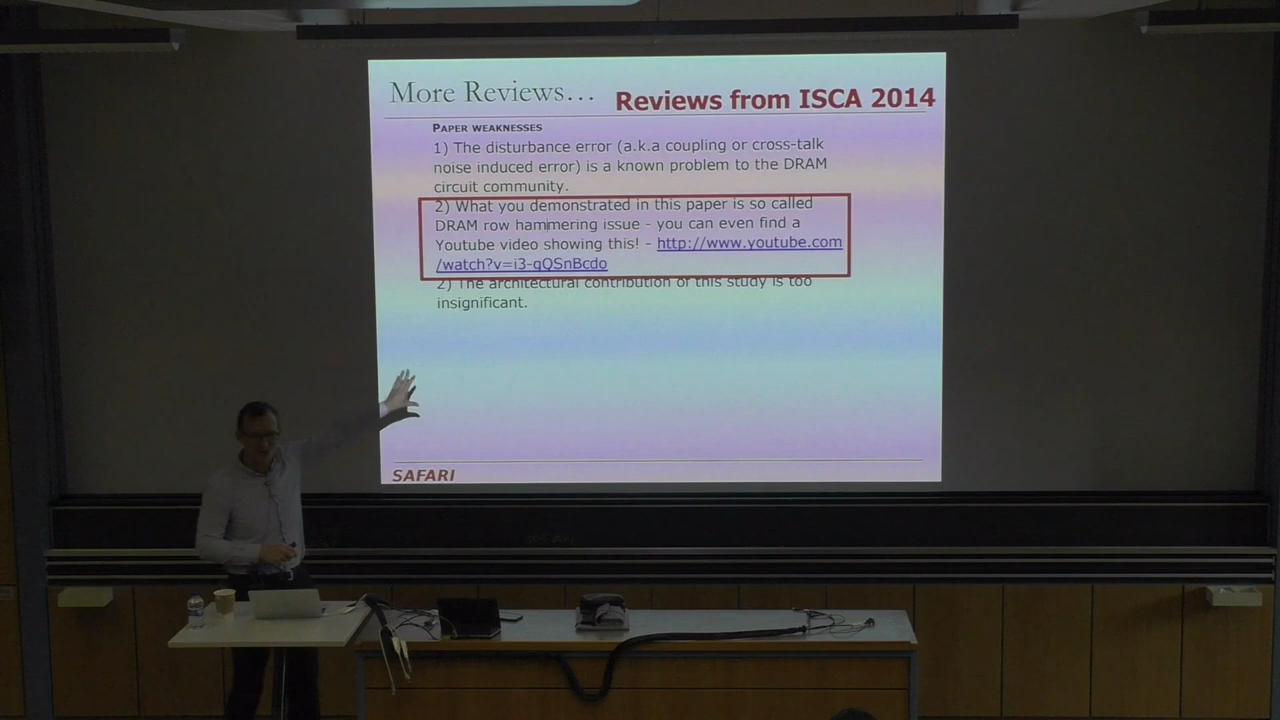 More Reviews...
Reviews from ISCA 2014
PAPER WEAKNESSES
1) The disturbance error (a.k.a coupling or cross-talk
noise induced error) is a known problem to the DRAM
circuit community.
2) What you demonstrated in this paper is so called
DRAM row hammering issue - you can even find a
Youtube video showing this! - http://www.youtube.com
/watch?v=i3-gQSnBcdo
2) The architectural contribution of this study is too
insignificant.
SAFARI